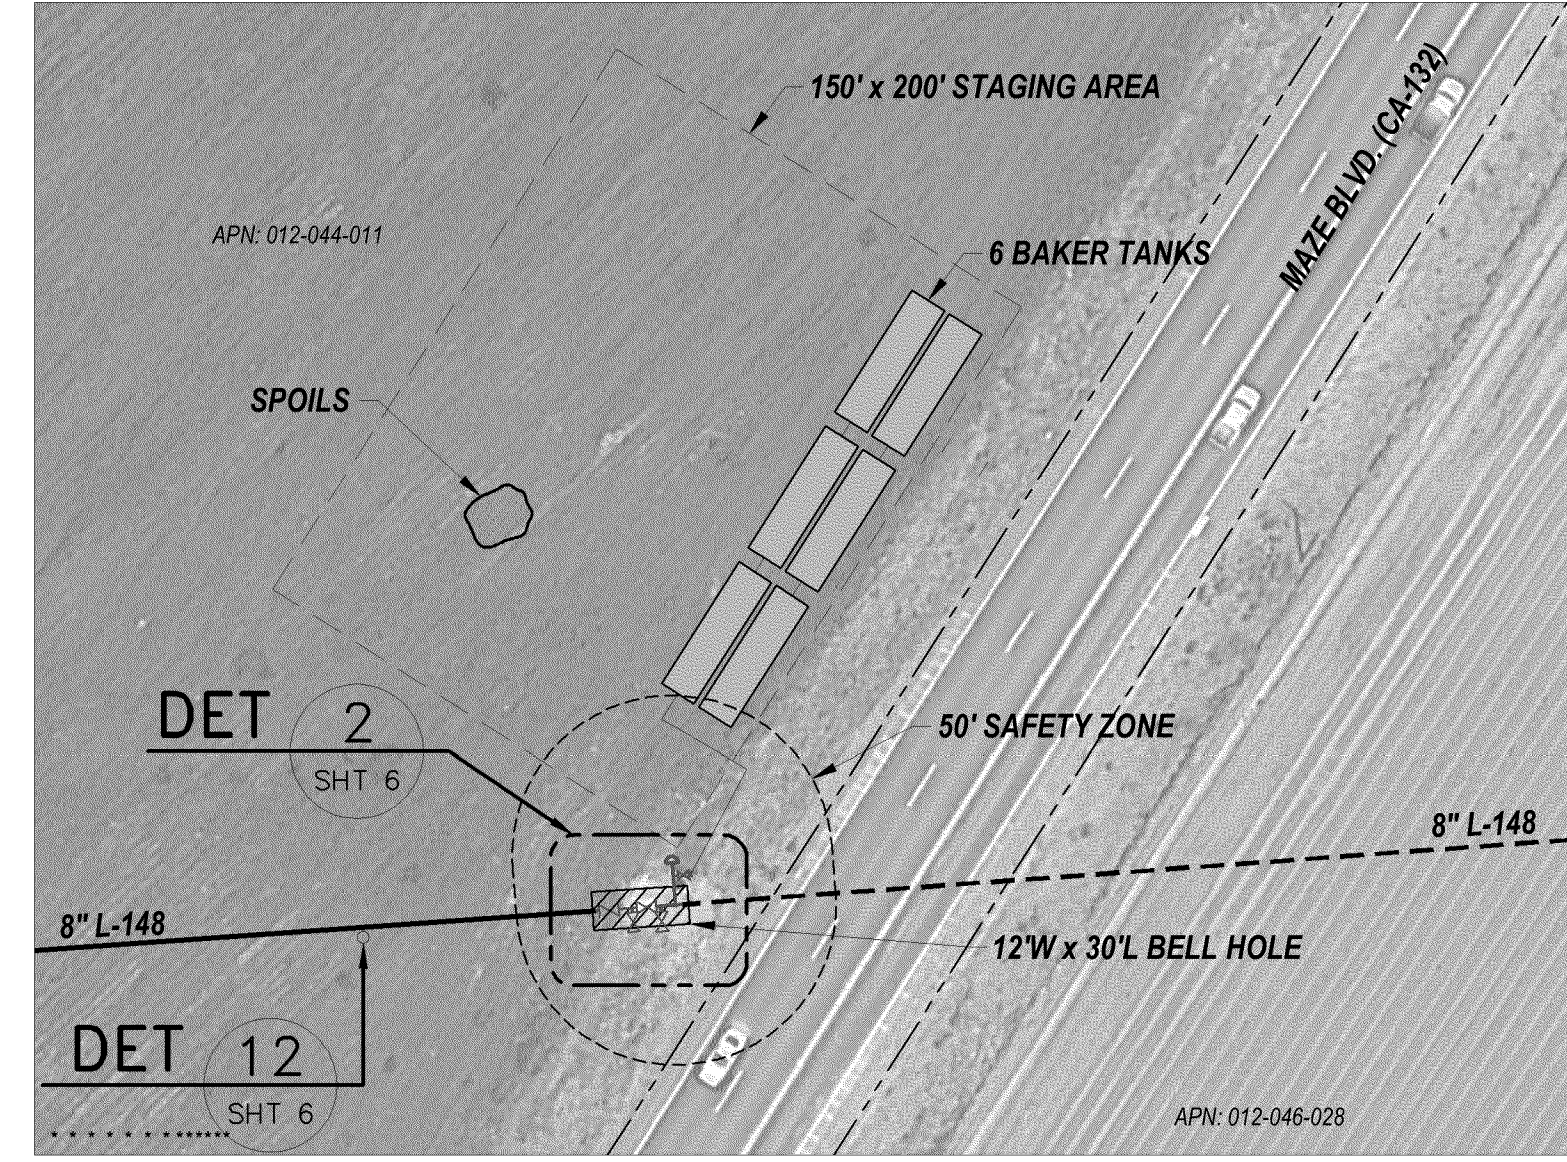 150' x 200' STAGING AREA
MAZE BLVD. (CA-132)
APN: 012-044-011
6 BAKER TANKS
SPOILS
DET 2
SHT 6
50' SAFETY ZONE
8" L-148
8" L-148
12'W x 30'L BELL HOLE
DET 12
SHT 6
APN: 012-046-028